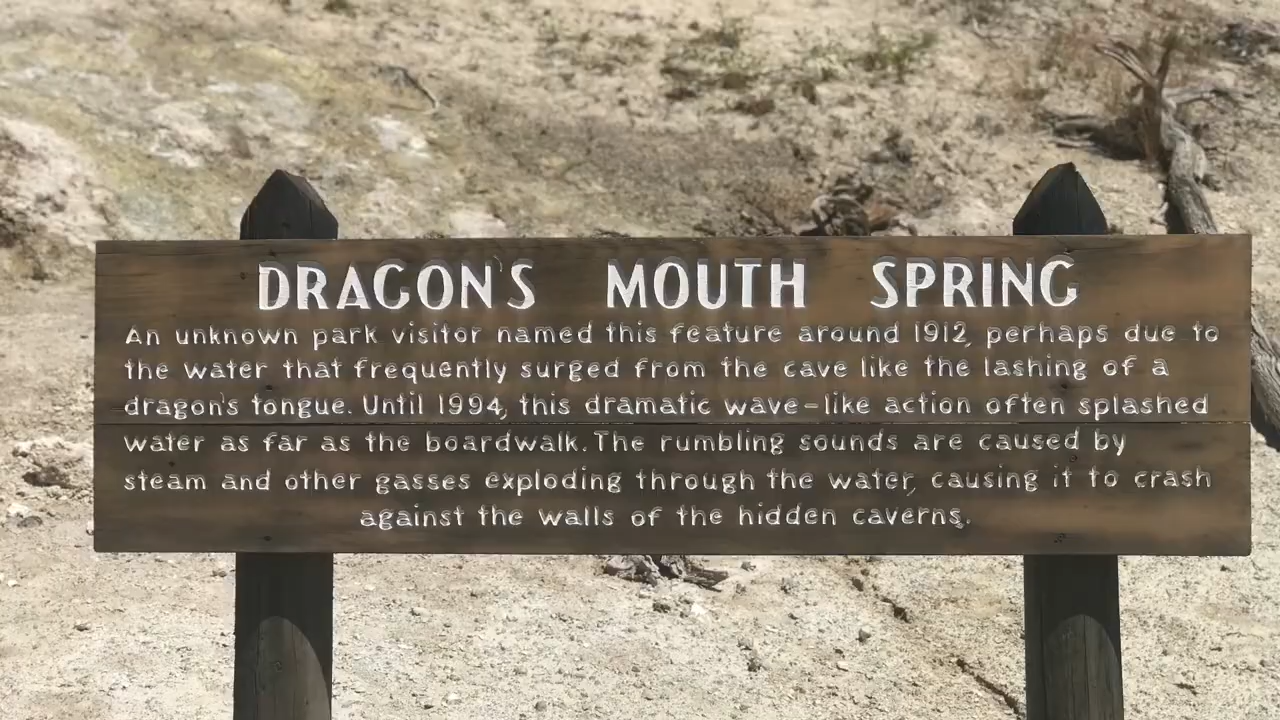 DRAGON'S MOUTH SPRING
An unknown park visitor named this feature around 1912, perhaps due to
the water that frequently surged from the cave like the lashing of a
dragon's tongue. Until 1994, this dramatic wave-like action often splashed
water as far as the boardwalk. The rumbling sounds are caused by
steam and other gasses exploding through the water, causing it to crash
against the walls of the hidden caverns.